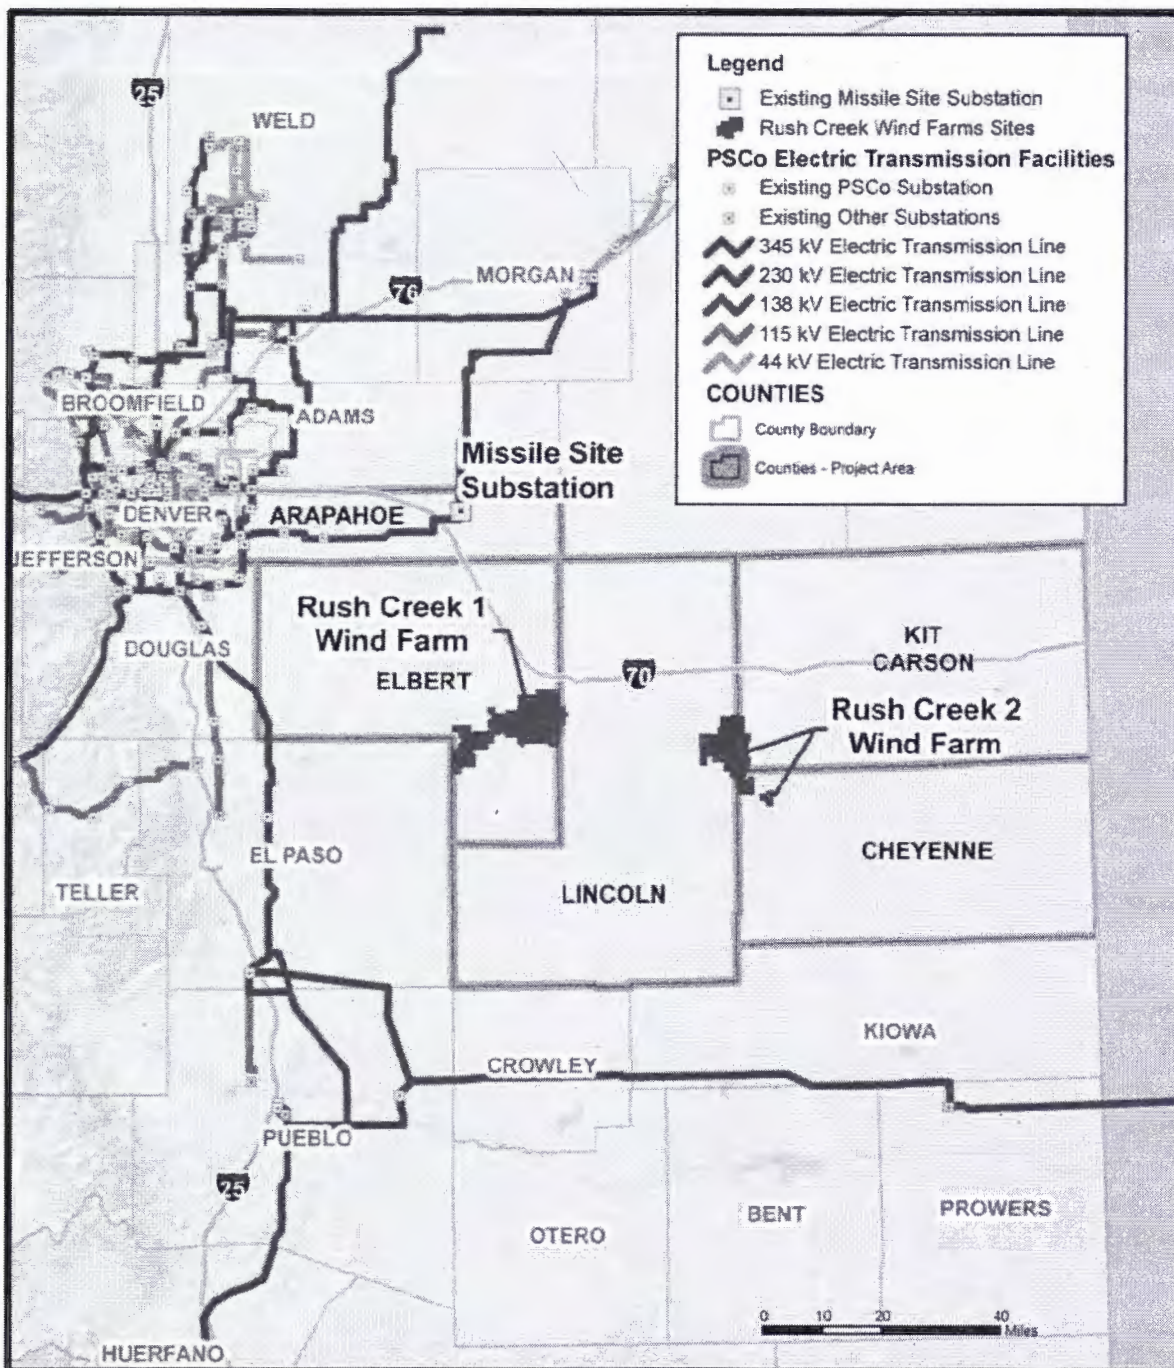 Legend
Existing Missile Site Substation
Rush Creek Wind Farms Sites
PSCo Electric Transmission Facilities
Existing PSCo Substation
Existing Other Substations
345 kV Electric Transmission Line
230 kV Electric Transmission Line
138 kV Electric Transmission Line
115 kV Electric Transmission Line
44 kV Electric Transmission Line
COUNTIES
County Boundary
Counties - Project Area
25
WELD
76
MORGAN
BROOMFIELD
ADAMS
Missile Site
Substation
DENVER
ARAPAHOE
JEFFERSON
Rush Creek 1
Wind Farm
DOUGLAS
ELBERT
70
KIT
CARSON
Rush Creek 2
Wind Farm
EL PASO
TELLER
LINCOLN
CHEYENNE
KIOWA
CROWLEY
PUEBLO
25
OTERO
BENT
PROWERS
0 10 20 40
Miles
HUERFANO